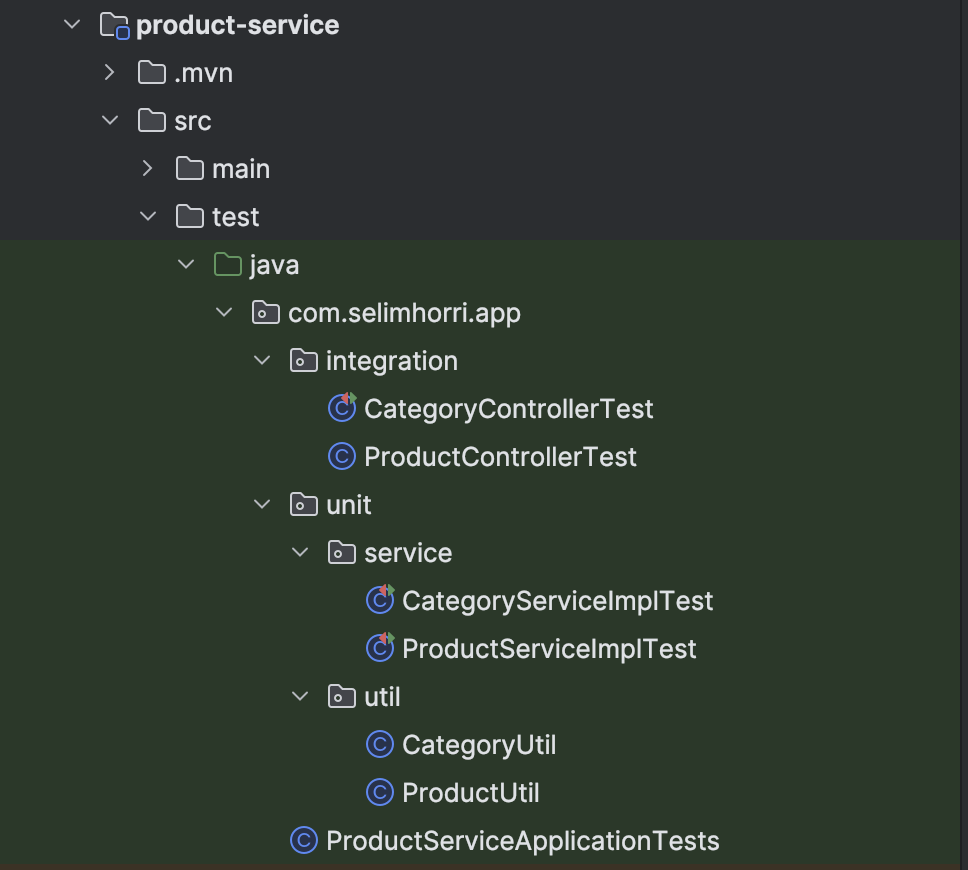 product-service
.mvn
src
main
test
java
com.selimhorri.app
integration
CategoryControllerTest
ProductControllerTest
unit
service
CategoryServiceImplTest
ProductServiceImplTest
util
CategoryUtil
ProductUtil
ProductServiceApplicationTests